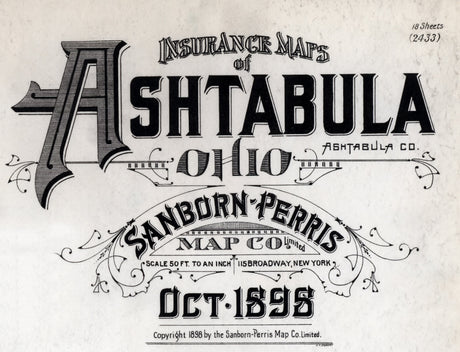 18 Sheets
(2433)
INSURANCE MAPS
of
ASHTABULA
ASHTABULA CO.
OHIO
SANBORN-PERRIS
MAP CO Limited
SCALE 50 FT. TO AN INCH 115 BROADWAY, NEW YORK
OCT · 1898
Copyright 1898 by the Sanborn-Perris Map Co. Limited.